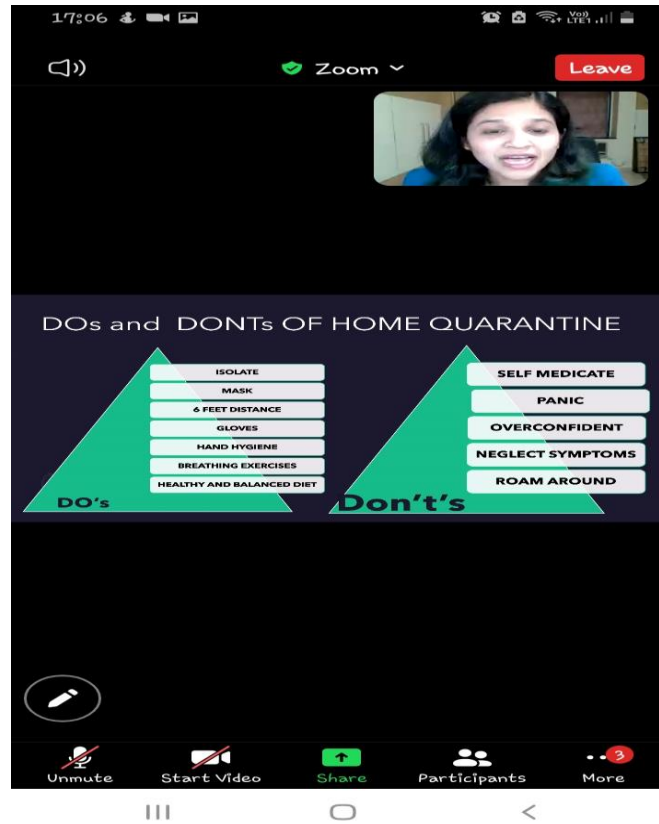 17:06
Vo))
LTE1
Zoom
Leave
DOs and DONTs OF HOME QUARANTINE
ISOLATE
MASK
6 FEET DISTANCE
GLOVES
HAND HYGIENE
BREATHING EXERCISES
HEALTHY AND BALANCED DIET
DO's
SELF MEDICATE
PANIC
OVERCONFIDENT
NEGLECT SYMPTOMS
ROAM AROUND
Don't's
3
Unmute
Start Video
Share
Participants
More